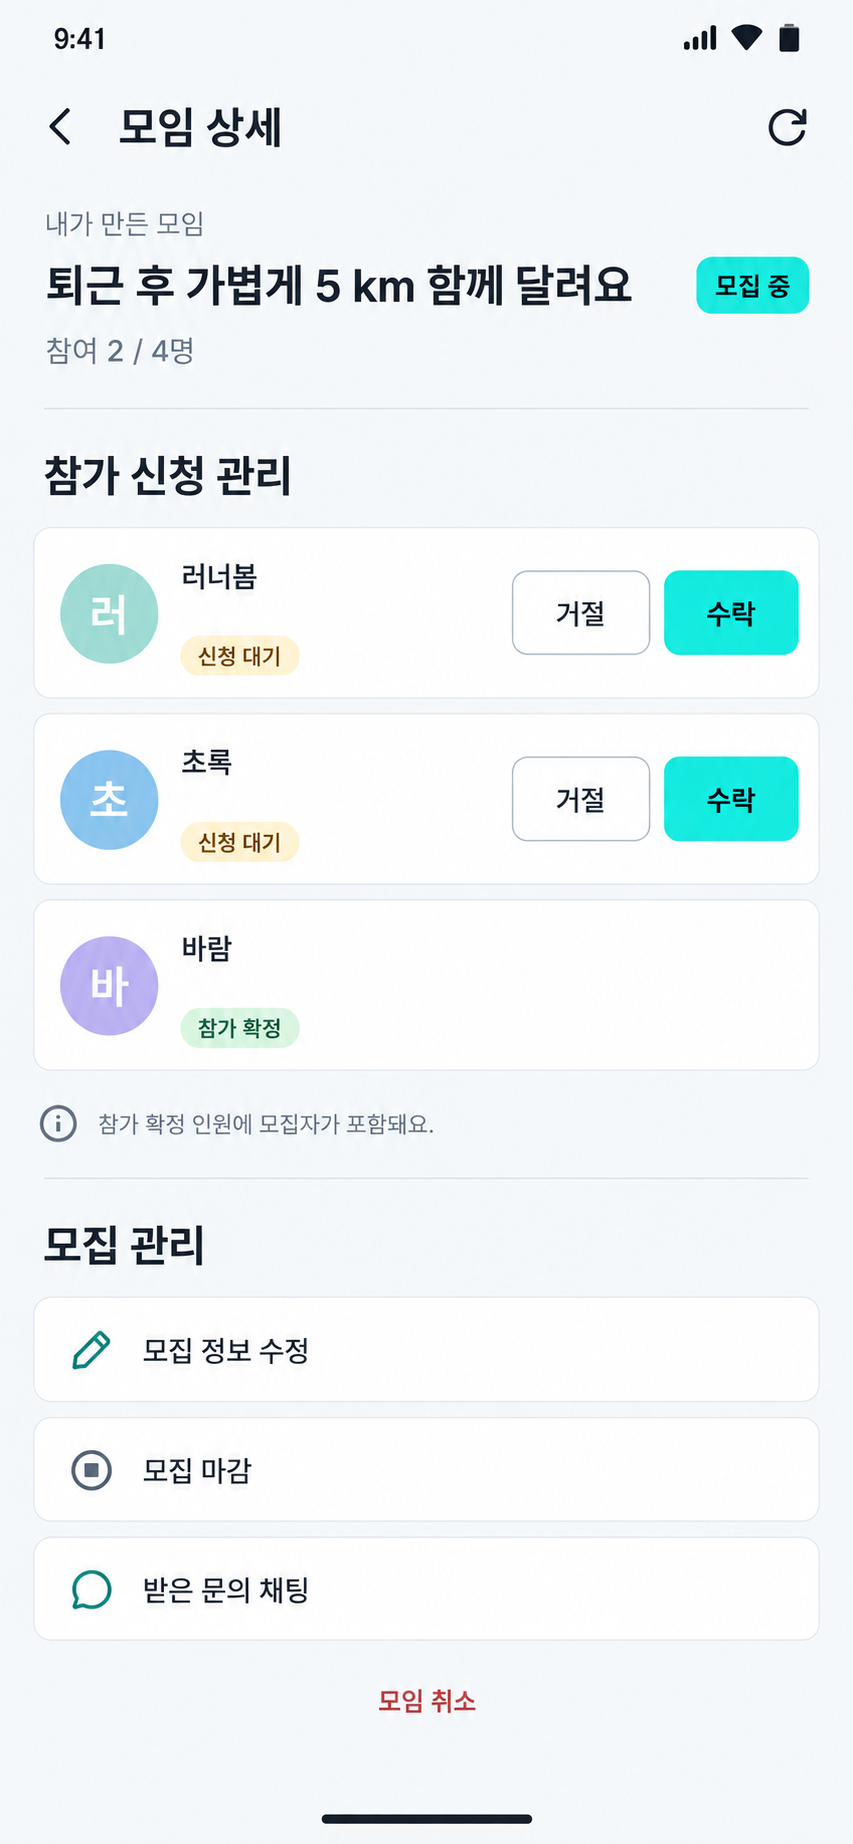 9:41
모임 상세
내가 만든 모임
퇴근 후 가볍게 5 km 함께 달려요
모집 중
참여 2 / 4명
참가 신청 관리
러
러너봄
신청 대기
거절
수락
초
초록
신청 대기
거절
수락
바
바람
참가 확정
참가 확정 인원에 모집자가 포함돼요.
모집 관리
모집 정보 수정
모집 마감
받은 문의 채팅
모임 취소